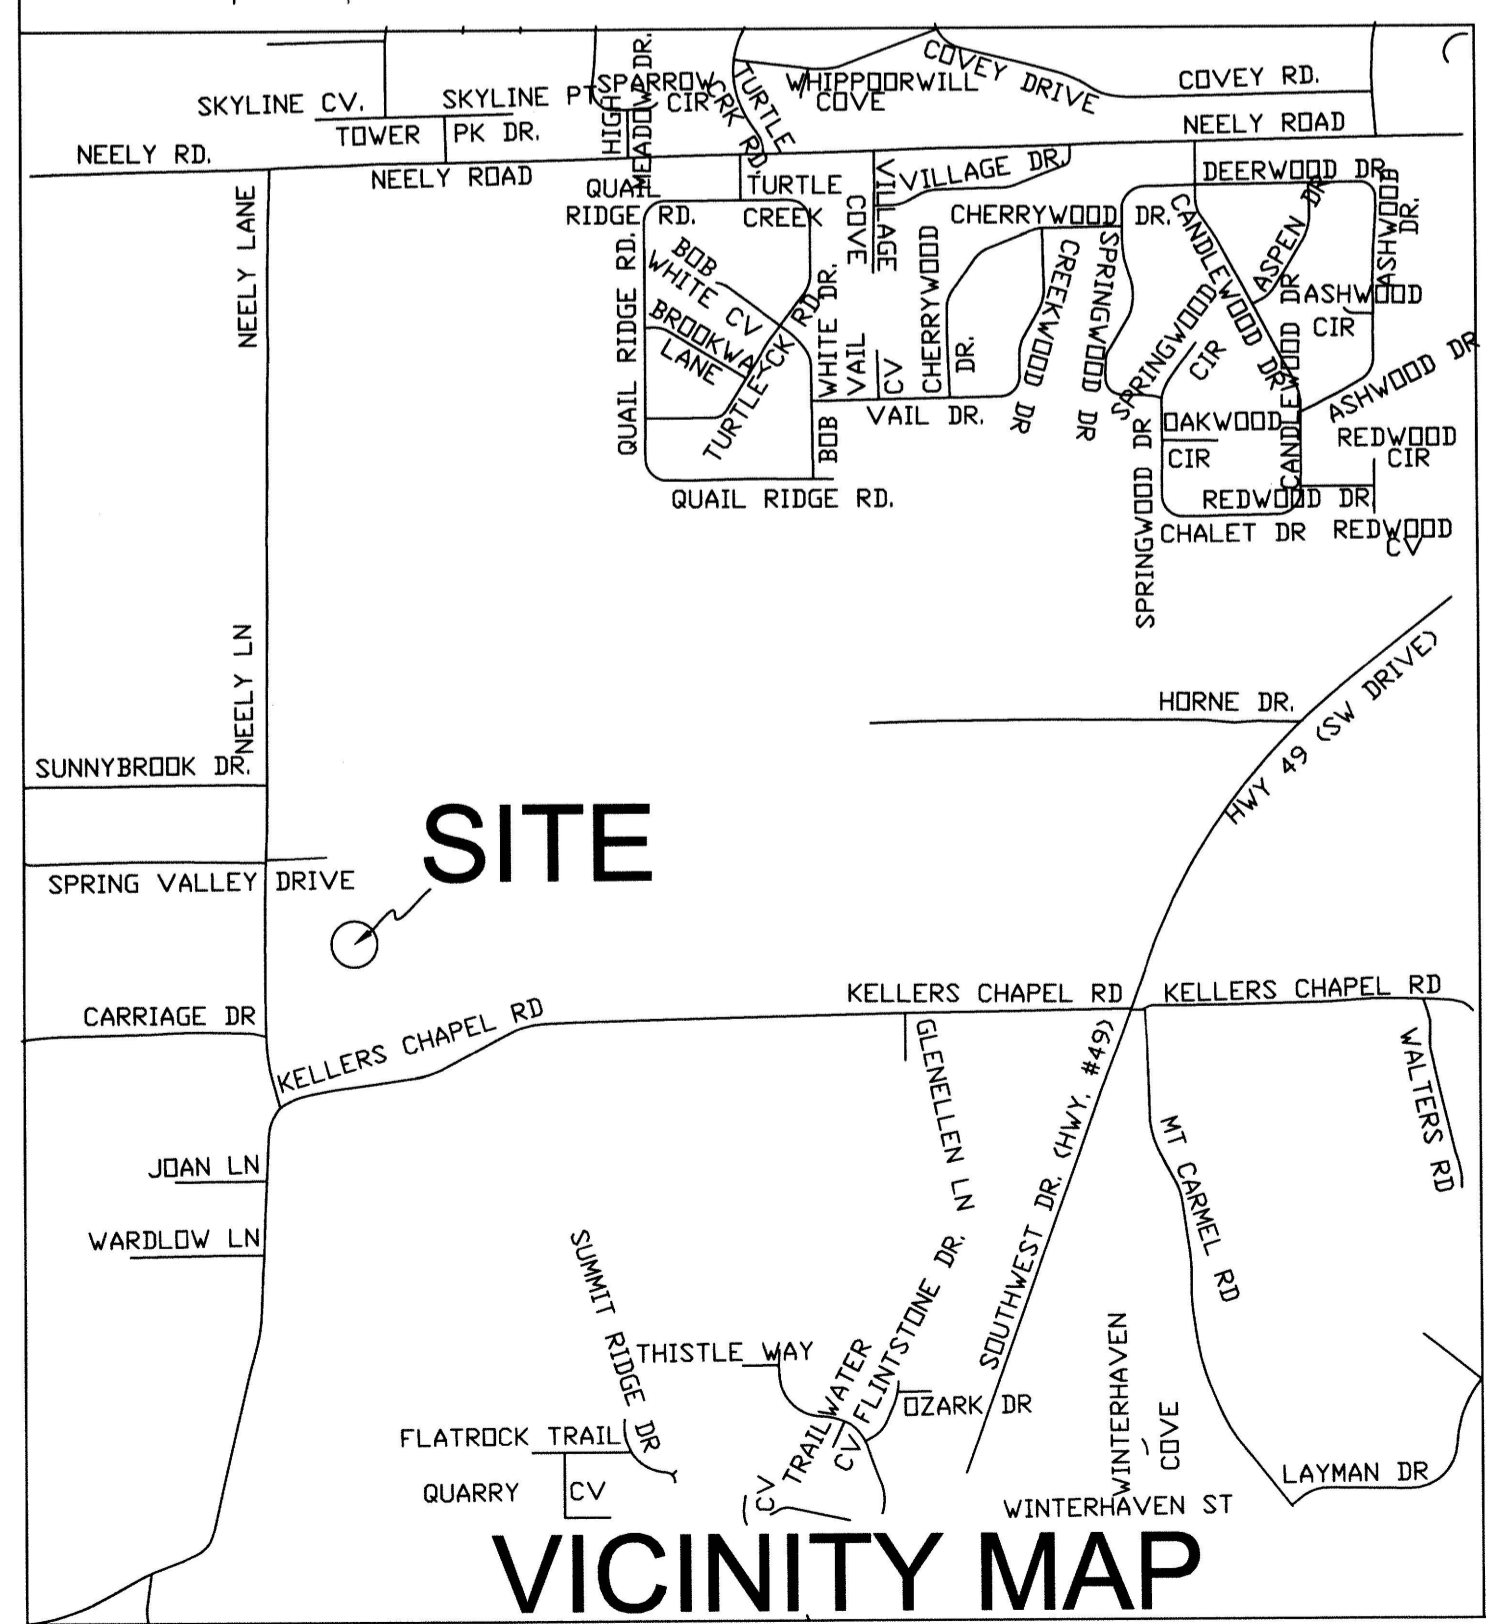 COVEY DRIVE
COVEY RD.
SPARROW
CIR
HIGH
MEADOW DR.
TURTLE
CRK RD.
WHIPPOORWILL
COVE
SKYLINE CV.
SKYLINE PT
TOWER PK DR.
NEELY RD.
NEELY ROAD
NEELY ROAD
NEELY LANE
QUAIL
RIDGE RD.
TURTLE
CREEK
VILLAGE
COVE
VILLAGE DR.
DEERWOOD DR.
CHERRYWOOD DR.
CANDLEWOOD DR
ASPEN DR
ASHWOOD
DR.
QUAIL RIDGE RD.
BOB
WHITE CV
BROOKWAY
LANE
TURTLE CK RD
BOB WHITE DR.
VAIL
CV
CHERRYWOOD
DR.
CREEKWOOD DR
SPRINGWOOD DR
SPRINGWOOD
CIR
CANDLEWOOD DR
ASHWOOD
CIR
ASHWOOD DR
VAIL DR.
OAKWOOD
CIR
REDWOOD
CIR
QUAIL RIDGE RD.
SPRINGWOOD DR
REDWOOD DR
CHALET DR
REDWOOD
CV
NEELY LN
HORNE DR.
HWY 49 (SW DRIVE)
SUNNYBROOK DR.
SITE
SPRING VALLEY DRIVE
CARRIAGE DR
KELLERS CHAPEL RD
KELLERS CHAPEL RD
KELLERS CHAPEL RD
GLENELLEN LN
SOUTHWEST DR. (HWY. #49)
MT CARMEL RD
WALTERS RD
JOAN LN
WARDLOW LN
SUMMIT RIDGE DR
THISTLE WAY
TRAILWATER
CV
FLINTSTONE DR.
OZARK DR
FLATROCK TRAIL
QUARRY CV
CV
WINTERHAVEN
COVE
WINTERHAVEN ST
LAYMAN DR
VICINITY MAP